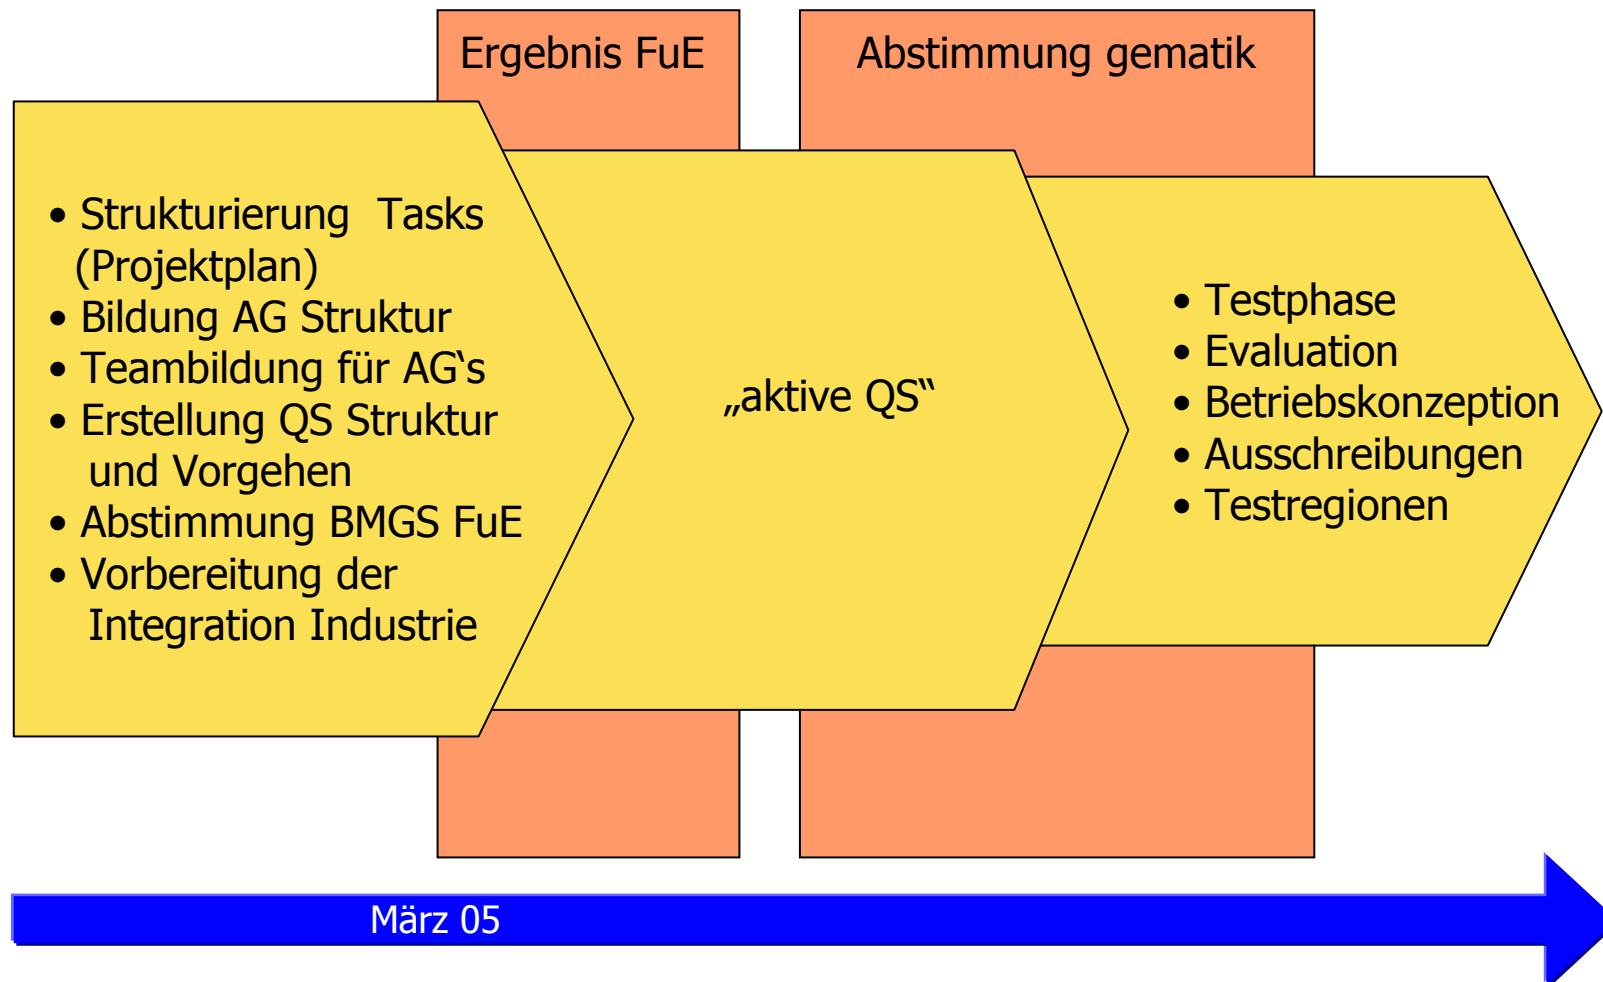 Ergebnis FuE
Abstimmung gematik
• Strukturierung  Tasks
(Projektplan)
• Bildung AG Struktur
• Teambildung für AG‛s
• Erstellung QS Struktur
und Vorgehen
• Abstimmung BMGS FuE
• Vorbereitung der
Integration Industrie
„aktive QS“
• Testphase
• Evaluation
• Betriebskonzeption
• Ausschreibungen
• Testregionen
März 05